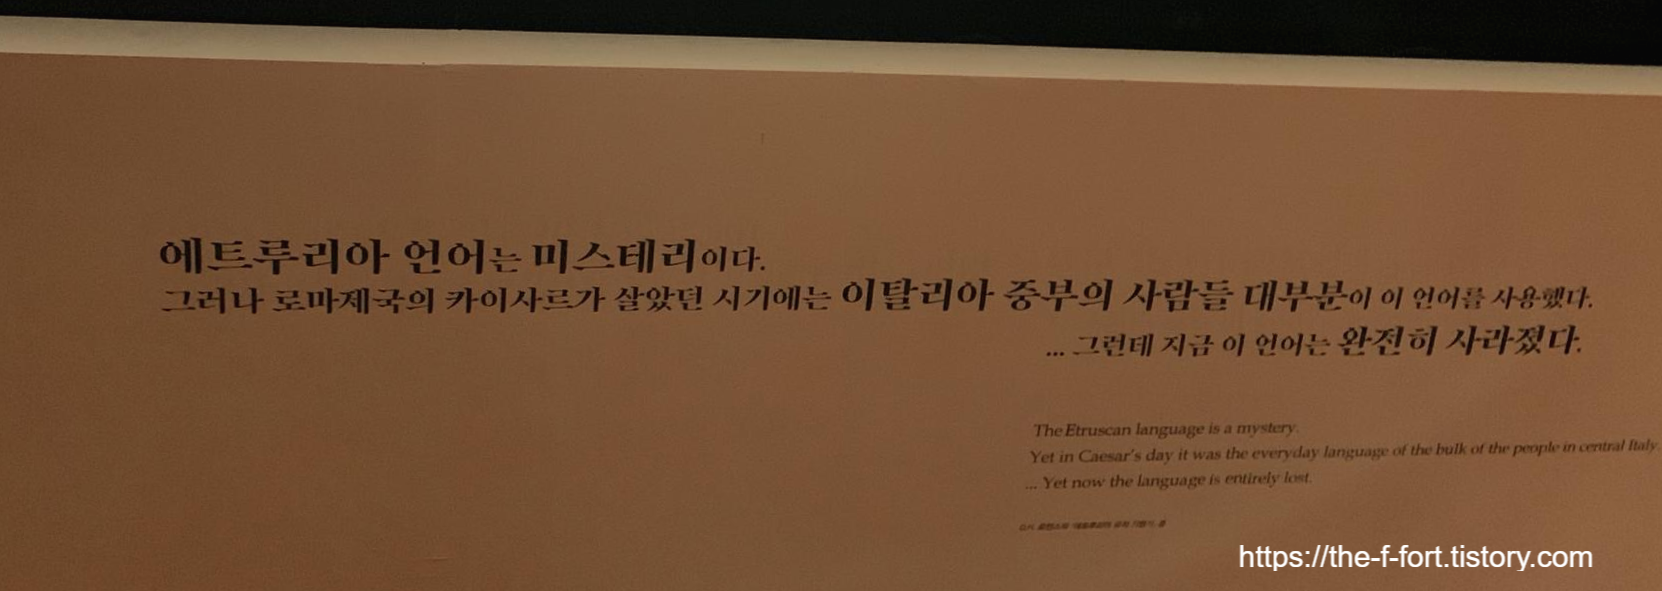 에트루리아 언어는 미스테리이다.
그러나 로마제국의 카이사르가 살았던 시기에는 이탈리아 중부의 사람들 대부분이 이 언어를 사용했다.
... 그런데 지금 이 언어는 완전히 사라졌다.
The Etruscan language is a mystery.
Yet in Caesar's day it was the everyday language of the bulk of the people in central Italy.
... Yet now the language is entirely lost.
https://the-f-fort.tistory.com